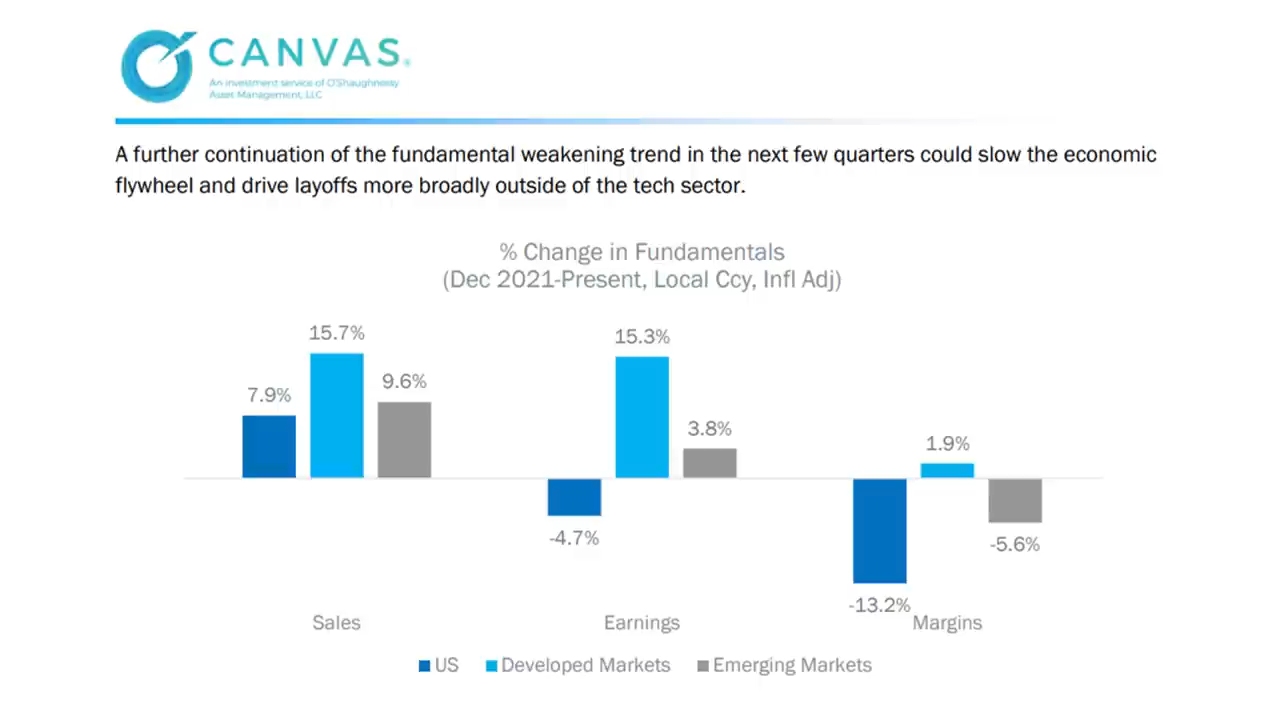 CANVAS®
An investment service of O'Shaughnessy
Asset Management, LLC
A further continuation of the fundamental weakening trend in the next few quarters could slow the economic
flywheel and drive layoffs more broadly outside of the tech sector.
% Change in Fundamentals
(Dec 2021-Present, Local Ccy, Infl Adj)
7.9%
15.7%
9.6%
-4.7%
15.3%
3.8%
-13.2%
1.9%
-5.6%
Sales
Earnings
Margins
US
Developed Markets
Emerging Markets